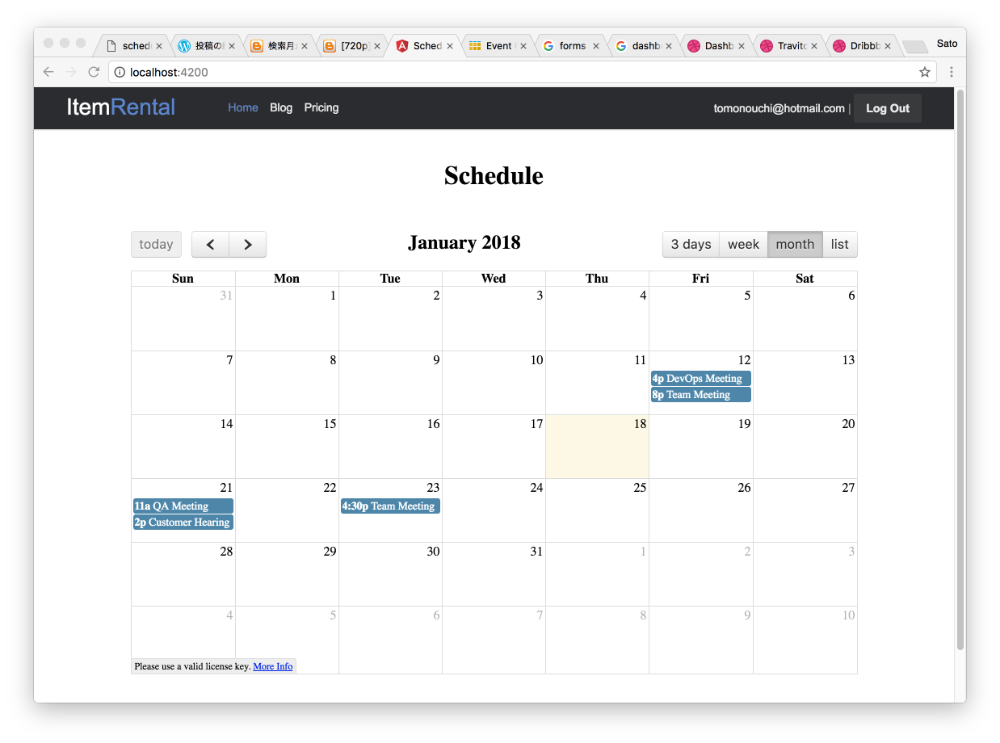 sched 投稿の 検索月 [720p] Sched Event forms dashb Dashb Travito Dribbb Sato
localhost:4200
ItemRental Home Blog Pricing tomonouchi@hotmail.com | Log Out
Schedule
today January 2018 3 days week month list
Sun Mon Tue Wed Thu Fri Sat
31 1 2 3 4 5 6
7 8 9 10 11 12 13
4p DevOps Meeting
8p Team Meeting
14 15 16 17 18 19 20
21 22 23 24 25 26 27
11a QA Meeting 4:30p Team Meeting
2p Customer Hearing
28 29 30 31 1 2 3
4 5 6 7 8 9 10
Please use a valid license key. More Info